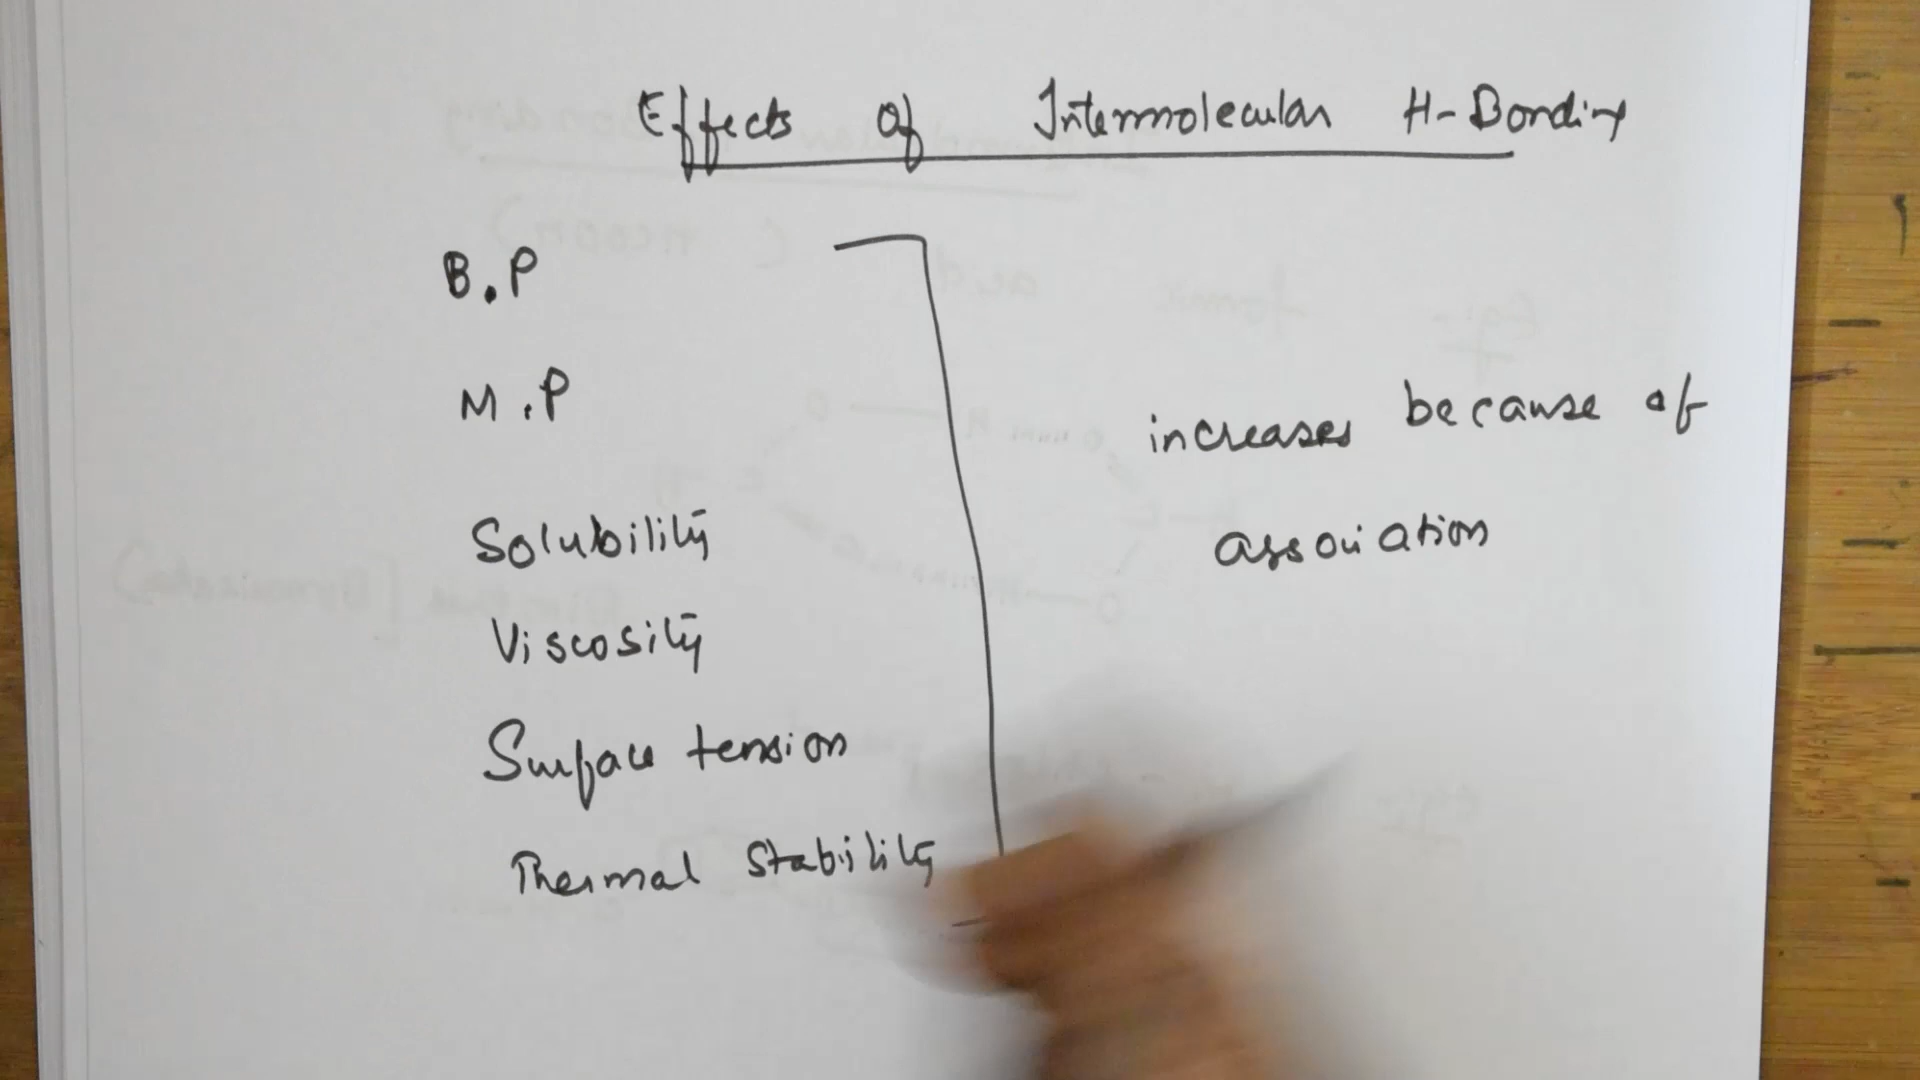 Effects of Intermolecular H-Bonding
B.P
M.P
Solubility
Viscosity
Surface tension
Thermal Stability
increases because of
association